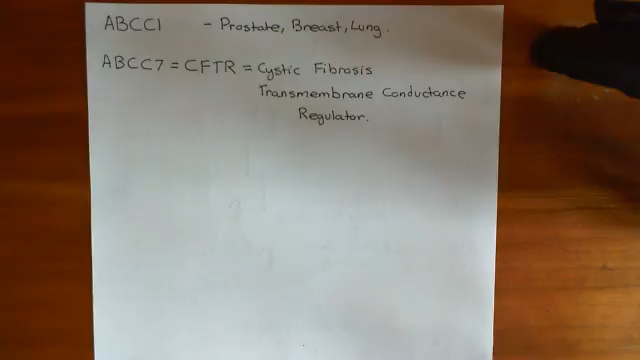 ABCC1 - Prostate, Breast, Lung.
ABCC7 = CFTR = Cystic Fibrosis
Transmembrane Conductance
Regulator.